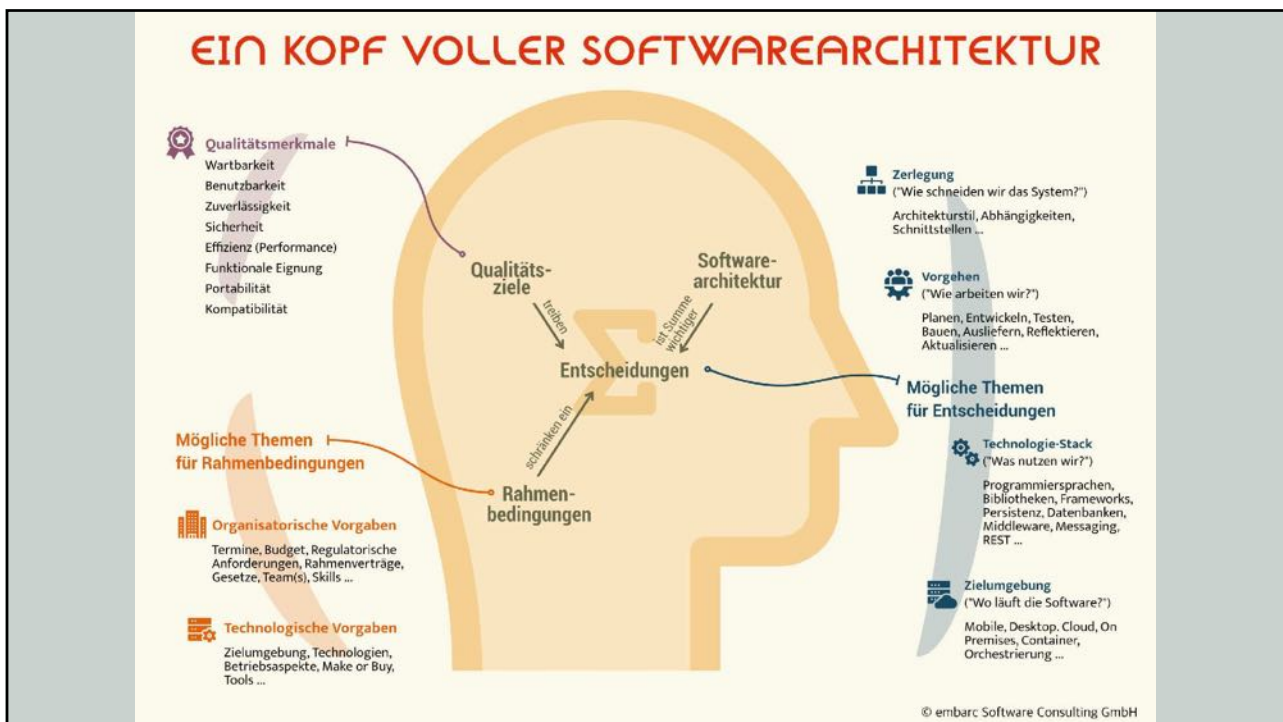 EIN KOPF VOLLER SOFTWAREARCHITEKTUR
Qualitätsmerkmale
Wartbarkeit
Benutzbarkeit
Zuverlässigkeit
Sicherheit
Effizienz (Performance)
Funktionale Eignung
Portabilität
Kompatibilität
Qualitäts-
ziele
treiben
Software-
architektur
ist Summe
wichtiger
Entscheidungen
schränken ein
Rahmen-
bedingungen
Mögliche Themen
für Rahmenbedingungen
Organisatorische Vorgaben
Termine, Budget, Regulatorische
Anforderungen, Rahmenverträge,
Gesetze, Team(s), Skills ...
Technologische Vorgaben
Zielumgebung, Technologien,
Betriebsaspekte, Make or Buy,
Tools ...
Zerlegung
("Wie schneiden wir das System?")
Architekturstil, Abhängigkeiten,
Schnittstellen ...
Vorgehen
("Wie arbeiten wir?")
Planen, Entwickeln, Testen,
Bauen, Ausliefern, Reflektieren,
Aktualisieren ...
Mögliche Themen
für Entscheidungen
Technologie-Stack
("Was nutzen wir?")
Programmiersprachen,
Bibliotheken, Frameworks,
Persistenz, Datenbanken,
Middleware, Messaging,
REST ...
Zielumgebung
("Wo läuft die Software?")
Mobile, Desktop. Cloud, On
Premises, Container,
Orchestrierung ...
© embarc Software Consulting GmbH